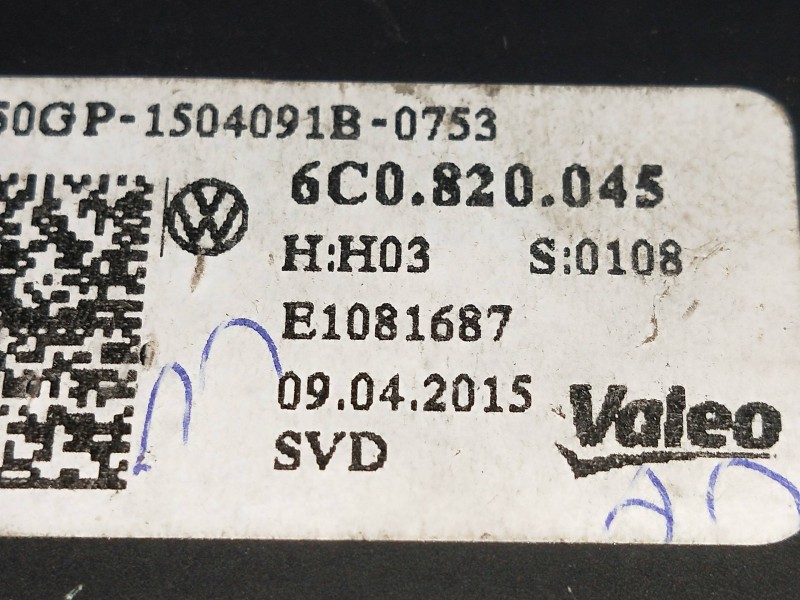 50GP-1504091B-0753
6C0.820.045
H:H03 S:0108
E1081687
09.04.2015
SVD
Valeo